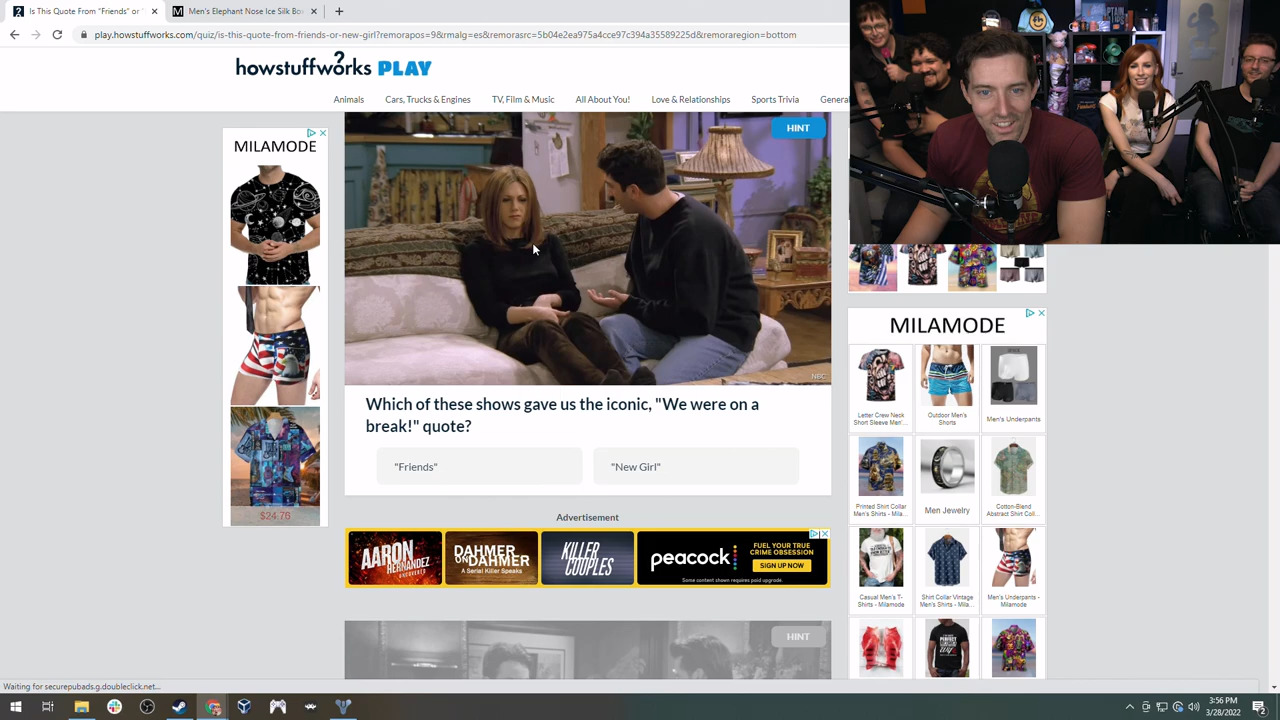 Is This Quote From "Friends" or "
Men's Elephant Nose Ice Silk Bo
play.howstuffworks.com/quiz/is-this-quote-from-friends-or-new-girl?rmalives=9&rmalg=es&remorasrc=5b04e2ea975a4cce97c394a35589225d&remoraregion=bottom
howstuffworks PLAY
Animals
Cars, Trucks & Engines
TV, Film & Music
All About You!
Love & Relationships
Sports Trivia
General
MILAMODE
$24.78
HINT
NBC
Which of these shows gave us the iconic, "We were on a
break!" quote?
"Friends"
"New Girl"
Advertisement
AARON
HERNANDEZ
UNCOVERED
DAHMER
ON DAHMER
A Serial Killer Speaks
KILLER
COUPLES
peacock
FUEL YOUR TRUE
CRIME OBSESSION
SIGN UP NOW
Some content shown requires paid upgrade.
HINT
MILAMODE
Letter Crew Neck
Short Sleeve Men'...
Outdoor Men's
Shorts
Men's Underpants
Printed Shirt Collar
Men's Shirts - Mila...
Men Jewelry
Cotton-Blend
Abstract Shirt Coll...
Casual Men's T-
Shirts - Milamode
Shirt Collar Vintage
Men's Shirts - Mila...
Men's Underpants -
Milamode
Waiting for securepubads.g.doubleclick.net...
3:56 PM
3/28/2022
2